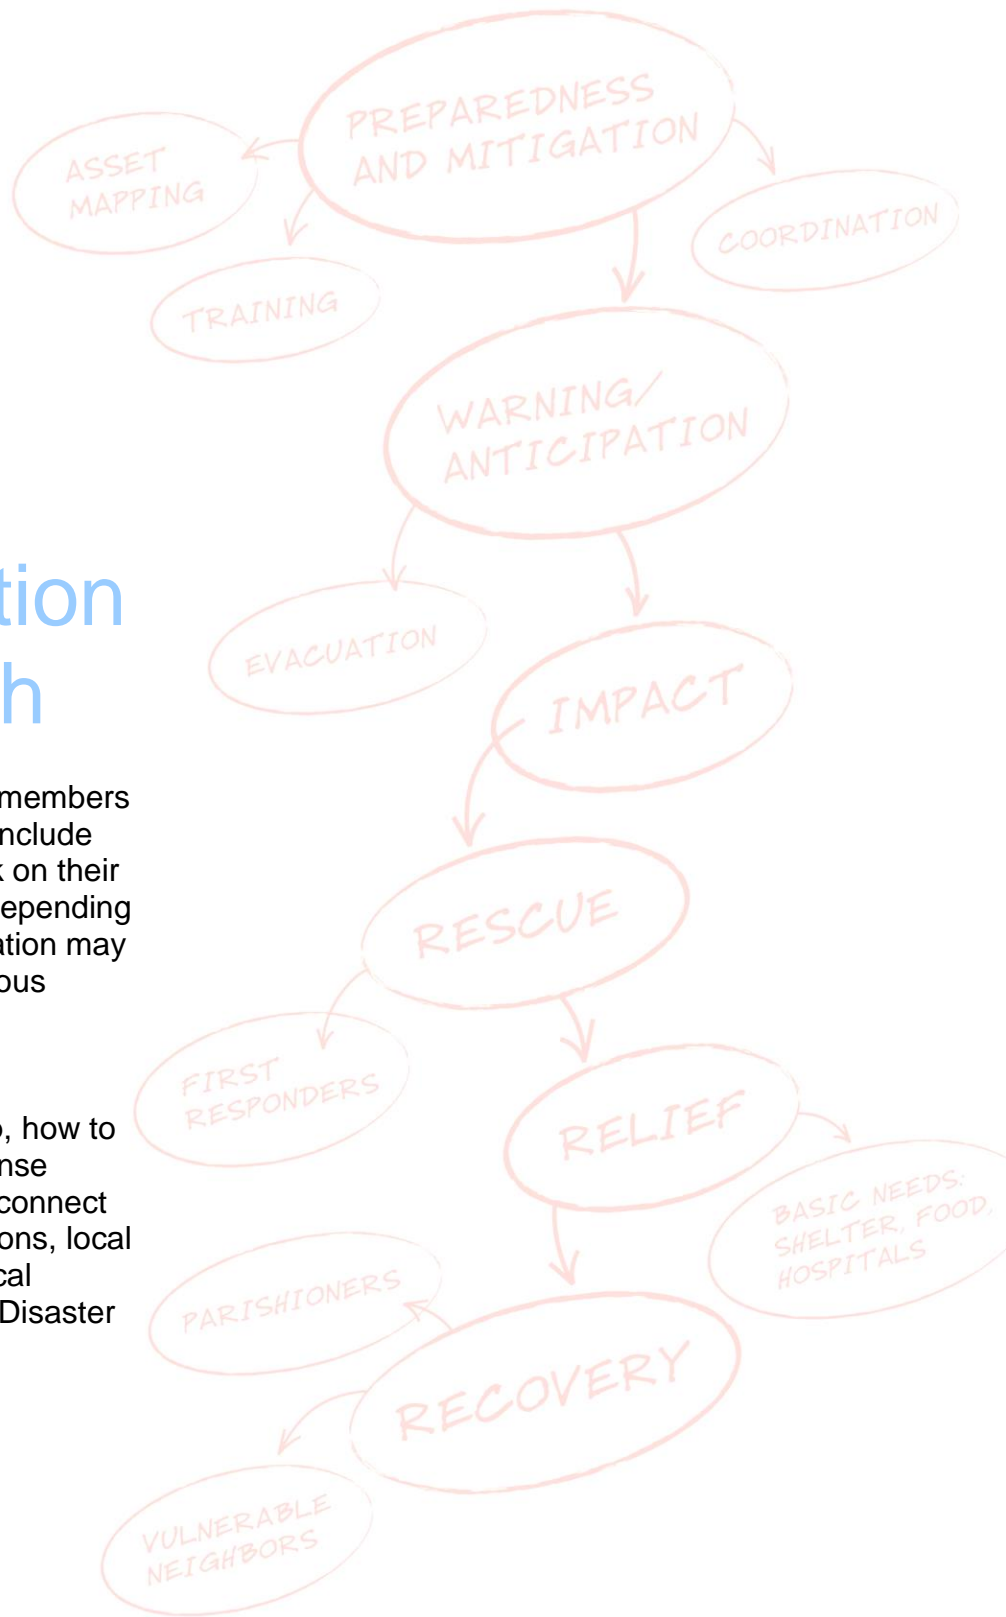 PREPAREDNESS
AND MITIGATION
ASSET
MAPPING
COORDINATION
TRAINING
WARNING/
ANTICIPATION
EVACUATION
IMPACT
tion
h
members
nclude
k on their
epending
ation may
ous
RESCUE
FIRST
RESPONDERS
RELIEF
o, how to
nse
connect
ons, local
cal
Disaster
BASIC NEEDS:
SHELTER, FOOD,
HOSPITALS
PARISHIONERS
RECOVERY
VULNERABLE
NEIGHBORS